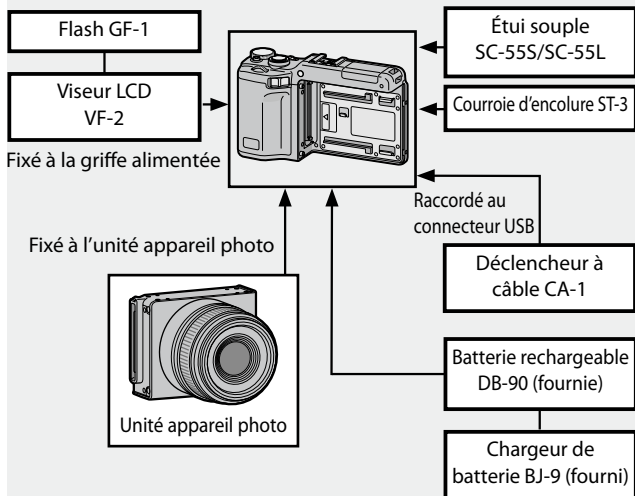 Flash GF-1
Viseur LCD
VF-2
Fixé à la griffe alimentée
Étui souple
SC-55S/SC-55L
Courroie d'encolure ST-3
Raccordé au
connecteur USB
Déclencheur à
câble CA-1
Fixé à l'unité appareil photo
Unité appareil photo
Batterie rechargeable
DB-90 (fournie)
Chargeur de
batterie BJ-9 (fourni)